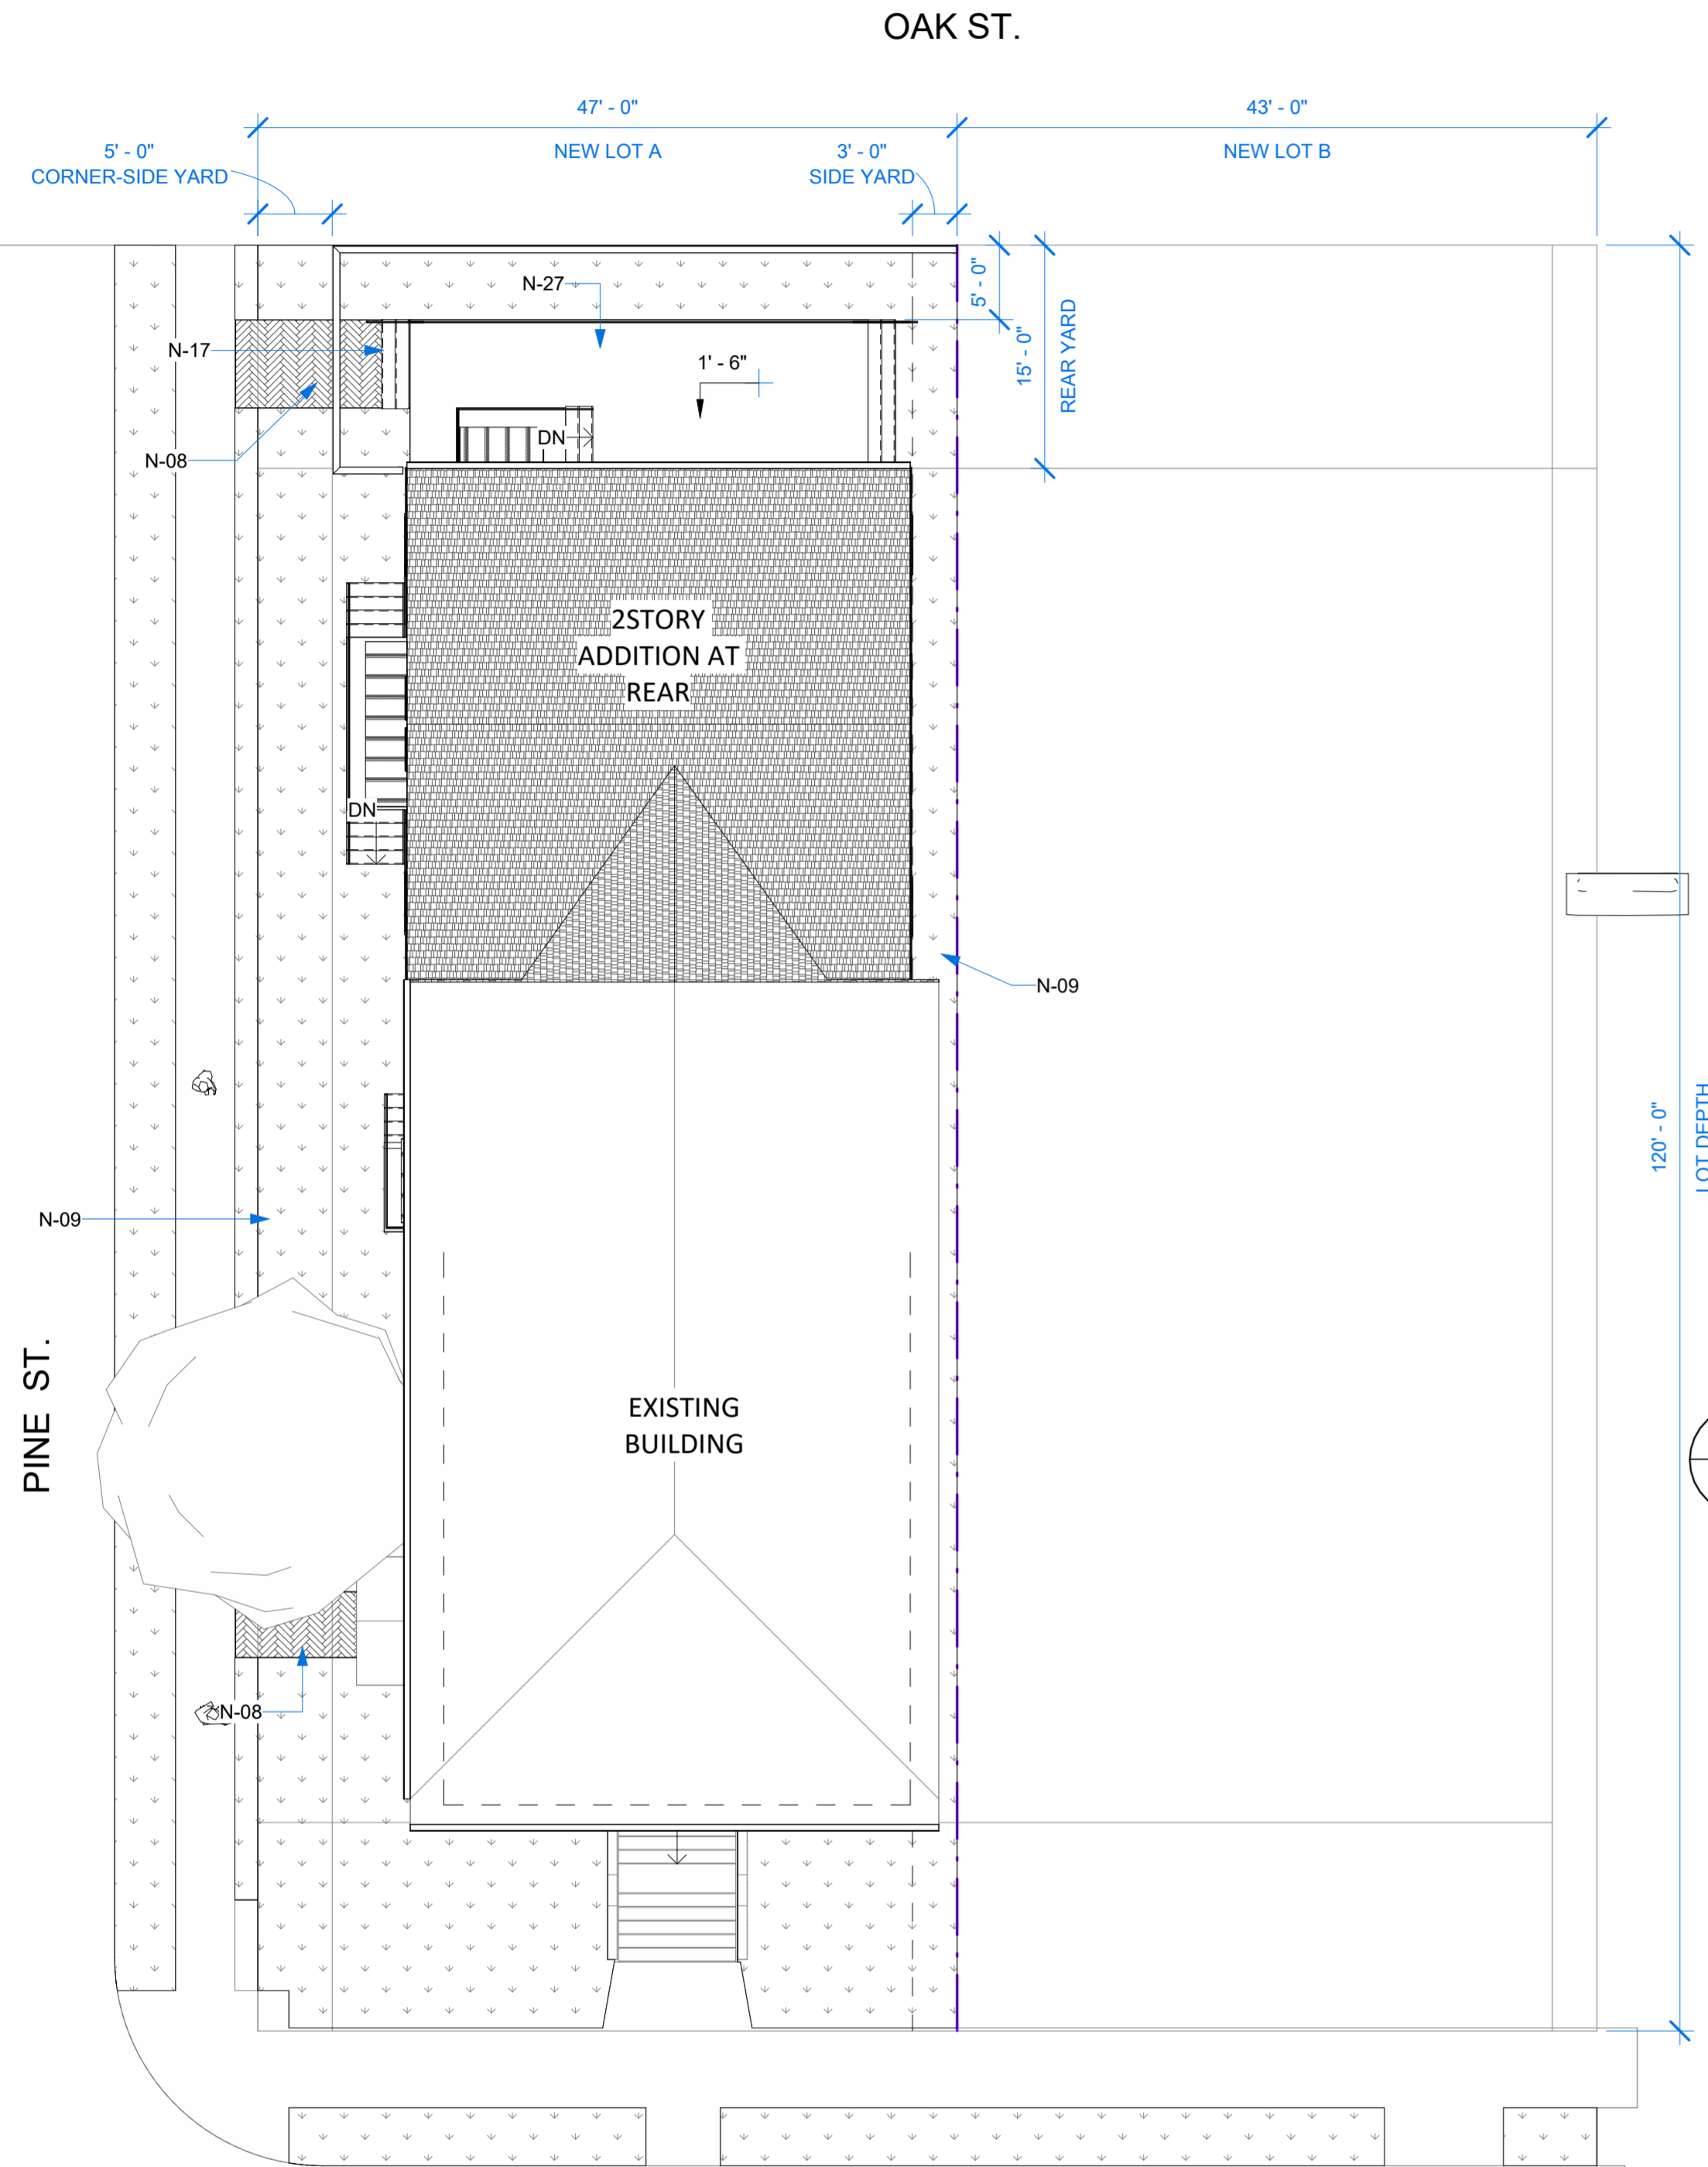 OAK ST.
47' - 0"
43' - 0"
5' - 0"
CORNER-SIDE YARD
NEW LOT A
3' - 0"
SIDE YARD
NEW LOT B
N-27
5' - 0"
15' - 0"
REAR YARD
N-17
1' - 6"
DN
N-08
2STORY
ADDITION AT
REAR
DN
N-09
120' - 0"
LOT DEPTH
N-09
PINE ST.
EXISTING
BUILDING
N-08